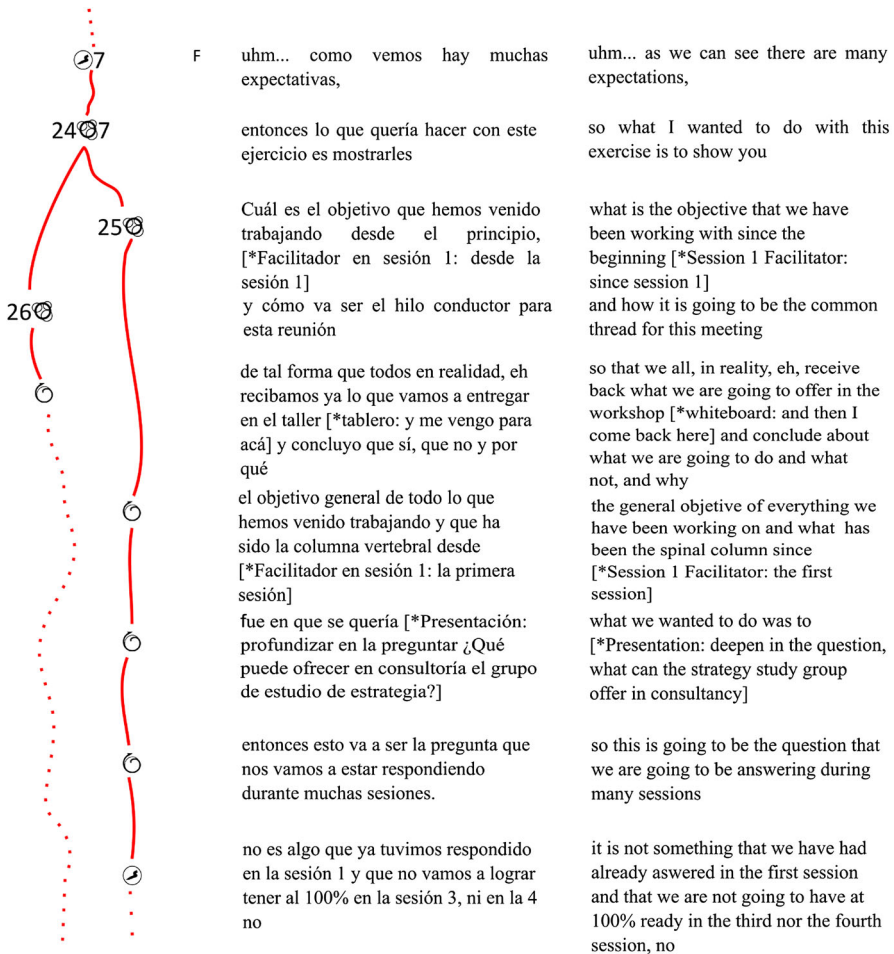 7
F
uhm... como vemos hay muchas
expectativas,
uhm... as we can see there are many
expectations,
24 7
entonces lo que quería hacer con este
ejercicio es mostrarles
so what I wanted to do with this
exercise is to show you
25
Cuál es el objetivo que hemos venido
trabajando desde el principio,
[*Facilitador en sesión 1: desde la
sesión 1]
y cómo va ser el hilo conductor para
esta reunión
what is the objective that we have
been working with since the
beginning [*Session 1 Facilitator:
since session 1]
and how it is going to be the common
thread for this meeting
26
de tal forma que todos en realidad, eh
recibamos ya lo que vamos a entregar
en el taller [*tablero: y me vengo para
acá] y concluyo que sí, que no y por
qué
so that we all, in reality, eh, receive
back what we are going to offer in the
workshop [*whiteboard: and then I
come back here] and conclude about
what we are going to do and what
not, and why
el objetivo general de todo lo que
hemos venido trabajando y que ha
sido la columna vertebral desde
[*Facilitador en sesión 1: la primera
sesión]
the general objetive of everything we
have been working on and what has
been the spinal column since
[*Session 1 Facilitator: the first
session]
fue en que se quería [*Presentación:
profundizar en la preguntar ¿Qué
puede ofrecer en consultoría el grupo
de estudio de estrategia?]
what we wanted to do was to
[*Presentation: deepen in the question,
what can the strategy study group
offer in consultancy]
entonces esto va a ser la pregunta que
nos vamos a estar respondiendo
durante muchas sesiones.
so this is going to be the question that
we are going to be answering during
many sessions
no es algo que ya tuvimos respondido
en la sesión 1 y que no vamos a lograr
tener al 100% en la sesión 3, ni en la 4
no
it is not something that we have had
already aswered in the first session
and that we are not going to have at
100% ready in the third nor the fourth
session, no